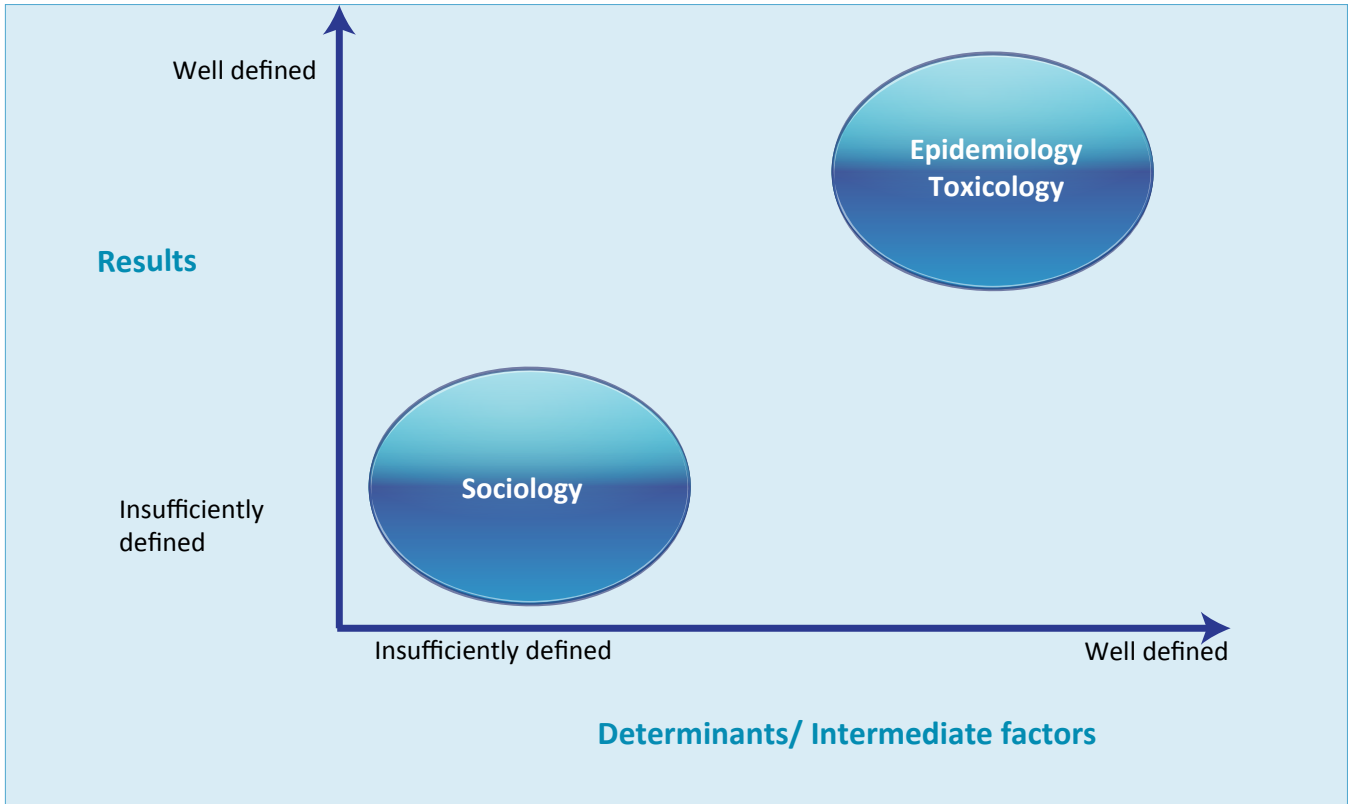 Well defined
Epidemiology
Toxicology
Results
Sociology
Insufficiently
defined
Insufficiently defined
Well defined
Determinants/ Intermediate factors